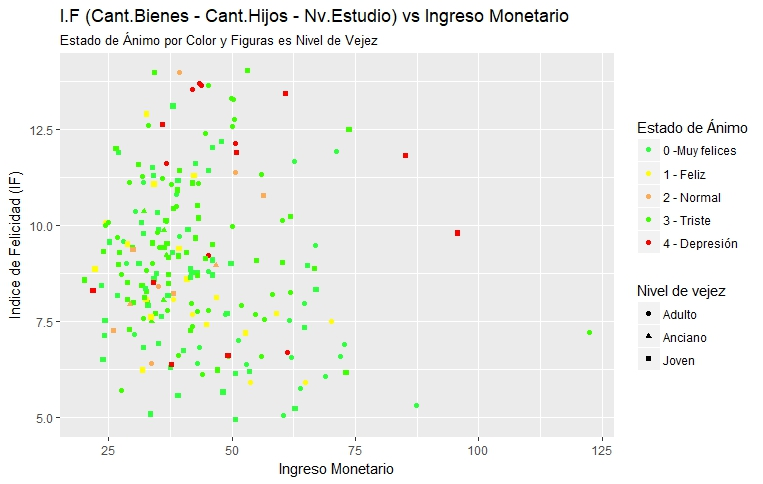 I.F (Cant.Bienes - Cant.Hijos - Nv.Estudio) vs Ingreso Monetario
Estado de Ánimo por Color y Figuras es Nivel de Vejez
Indice de Felicidad (IF)
12.5
10.0
7.5
5.0
25
50
75
100
125
Ingreso Monetario
Estado de Ánimo
0 -Muy felices
1 - Feliz
2 - Normal
3 - Triste
4 - Depresión
Nivel de vejez
Adulto
Anciano
Joven